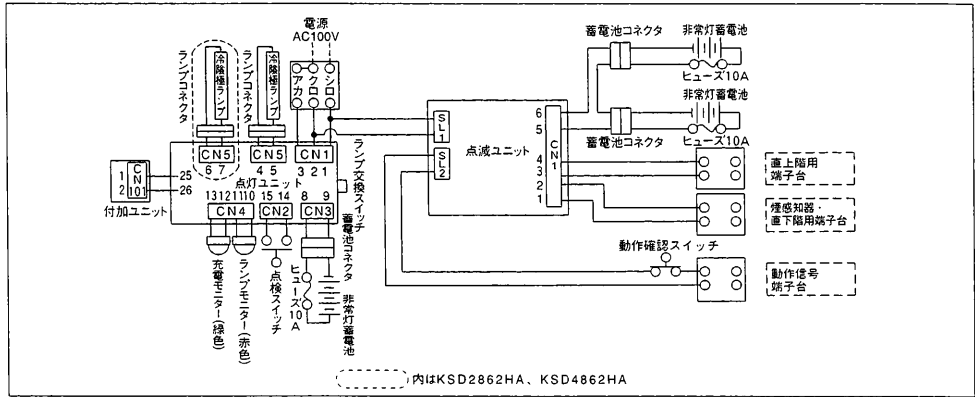 電源
AC100V
ランプコネクタ
冷陰極ランプ
ランプコネクタ
冷陰極ランプ
アカ
クロ
シロ
CN5
CN5
CN1
6 7
4 5
3 2 1
点灯ユニット
ランプ交換スイッチ
1
2
CN101
25
26
付加ユニット
13 12 11 10
15 14
8 9
CN4
CN2
CN3
充電モニター(緑色)
ランプモニター(赤色)
点検スイッチ
ヒューズ10A
蓄電池コネクタ
非常灯蓄電池
SL1
SL2
点滅ユニット
CN1
6
5
4
3
2
1
蓄電池コネクタ
非常灯蓄電池
ヒューズ10A
非常灯蓄電池
蓄電池コネクタ
ヒューズ10A
直上階用
端子台
煙感知器・
直下階用端子台
動作確認スイッチ
動作信号
端子台
内はKSD2862HA、KSD4862HA